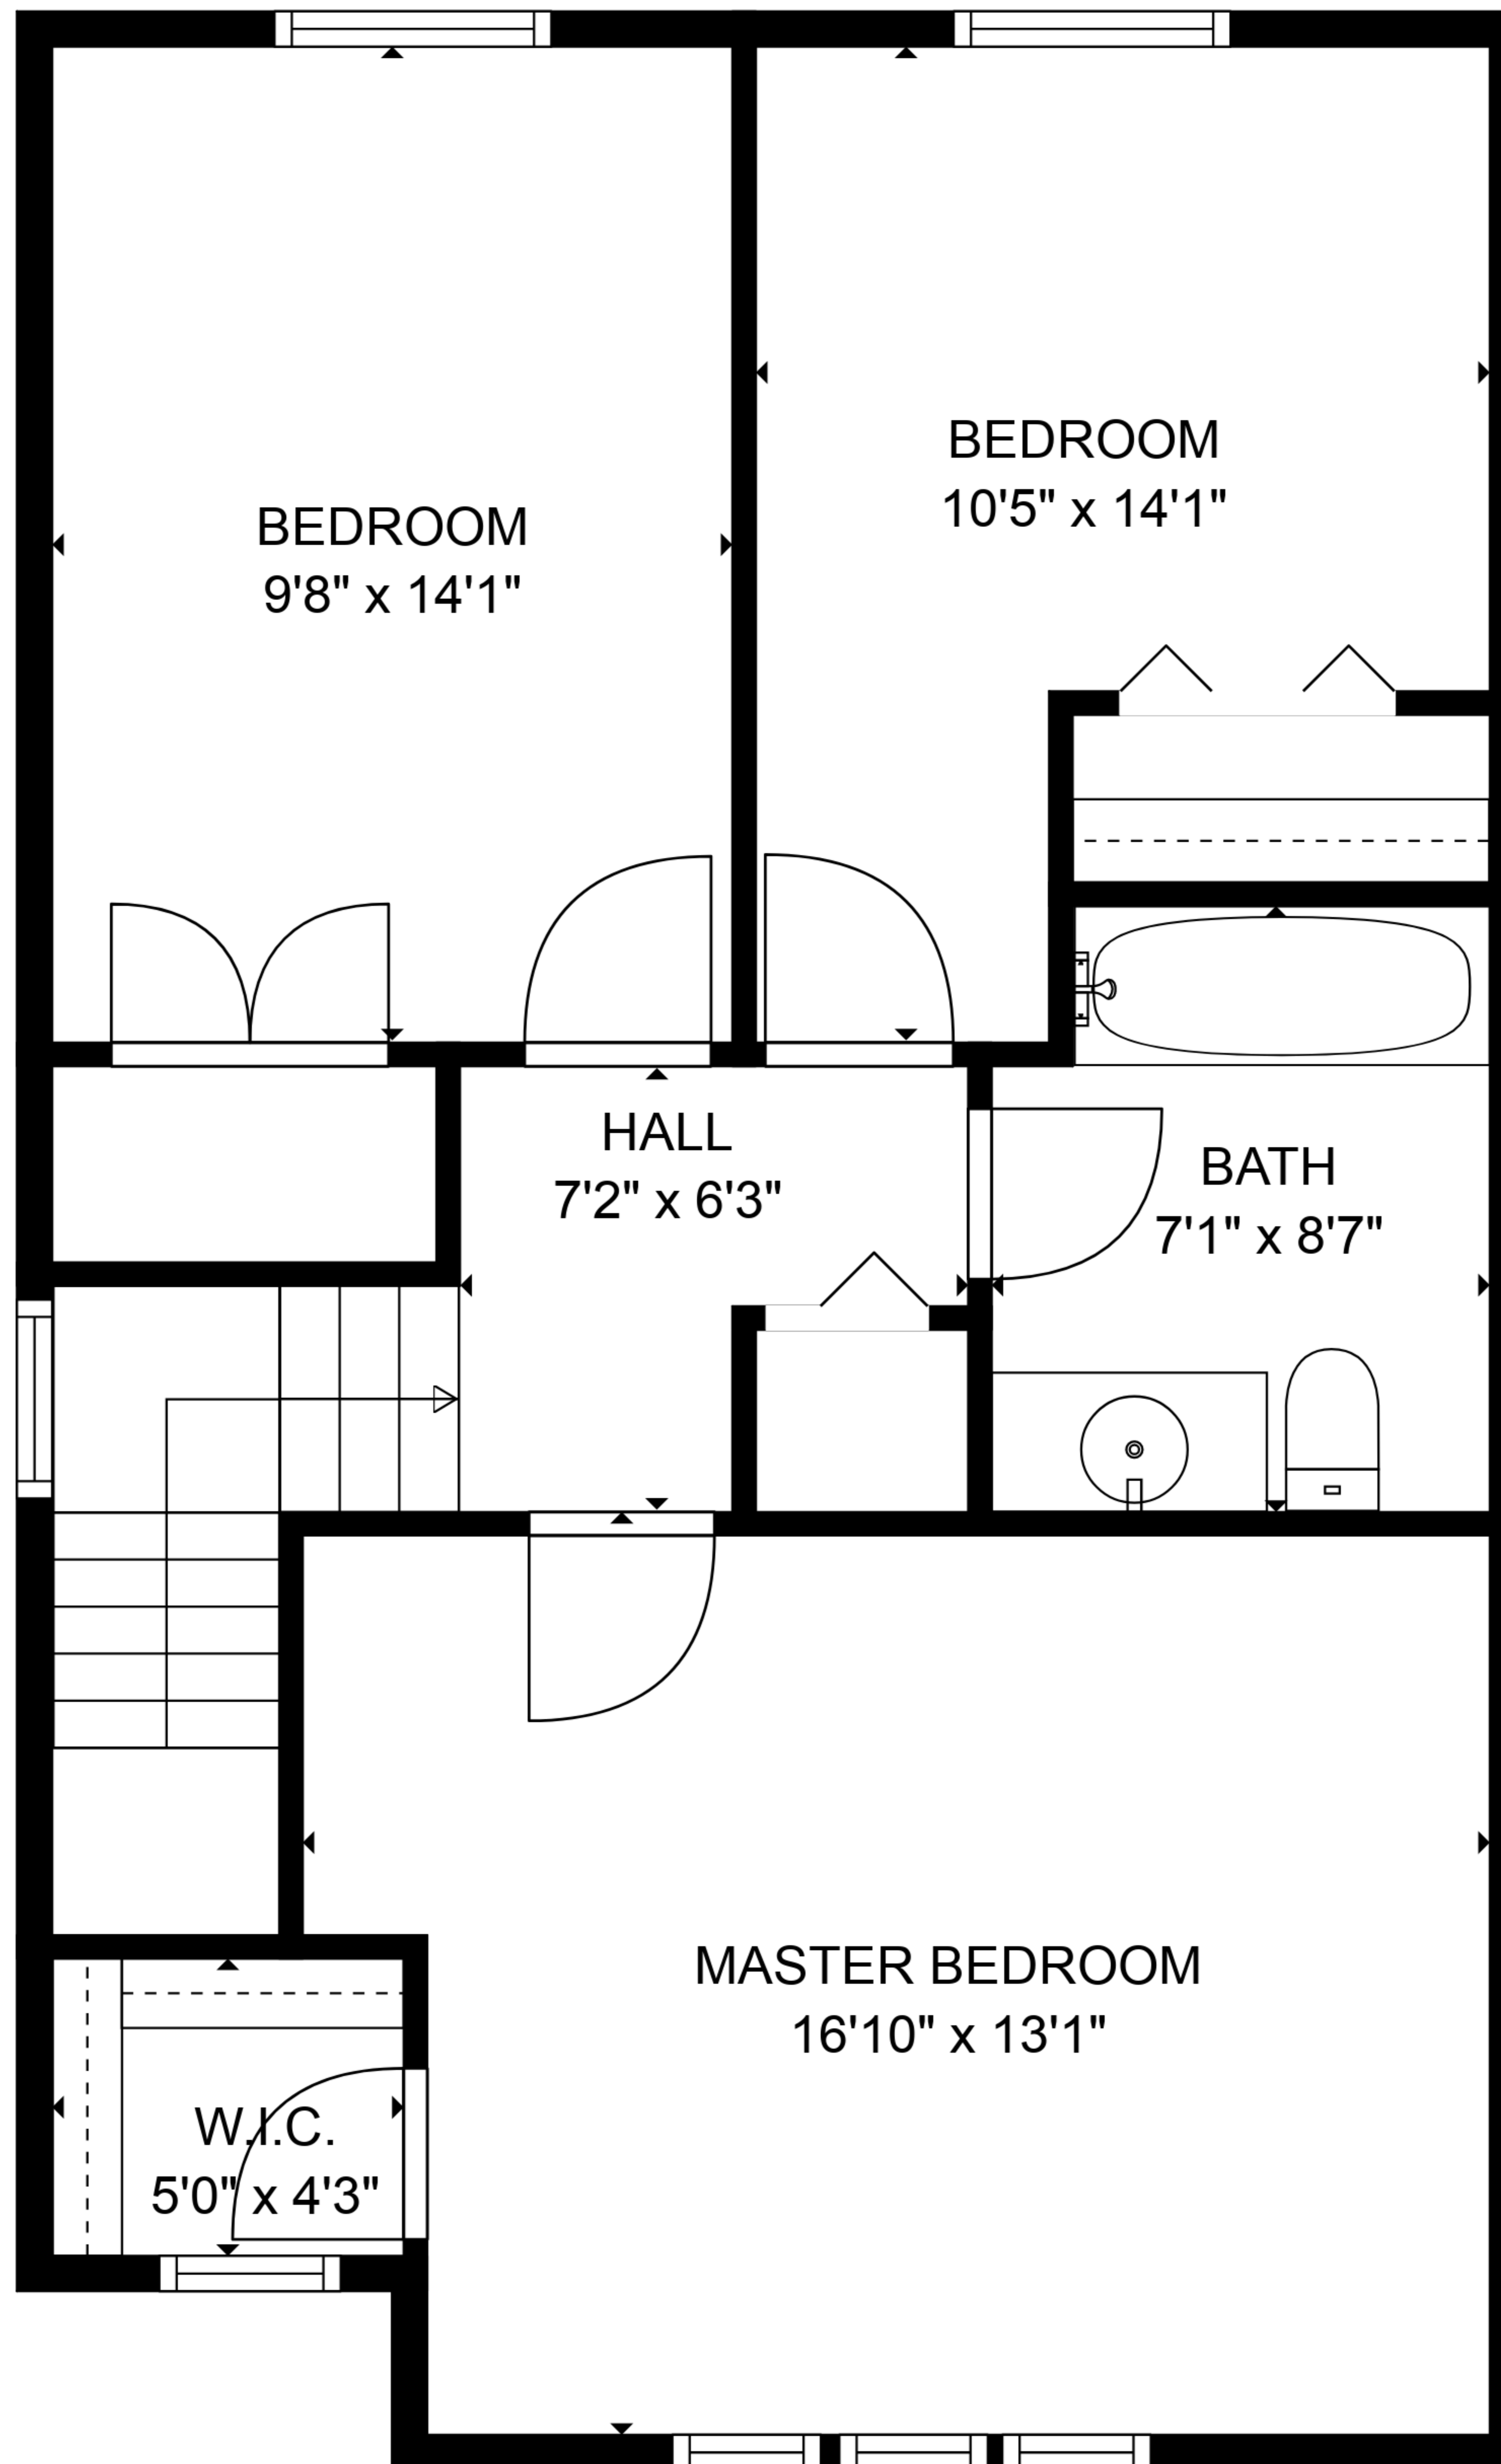 BEDROOM
10'5" x 14'1"
BEDROOM
9'8" x 14'1"
HALL
7'2" x 6'3"
BATH
7'1" x 8'7"
MASTER BEDROOM
16'10" x 13'1"
W.I.C.
5'0" x 4'3"